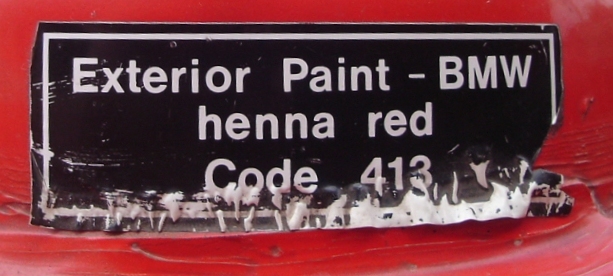 Exterior Paint - BMW
henna red
Code 413